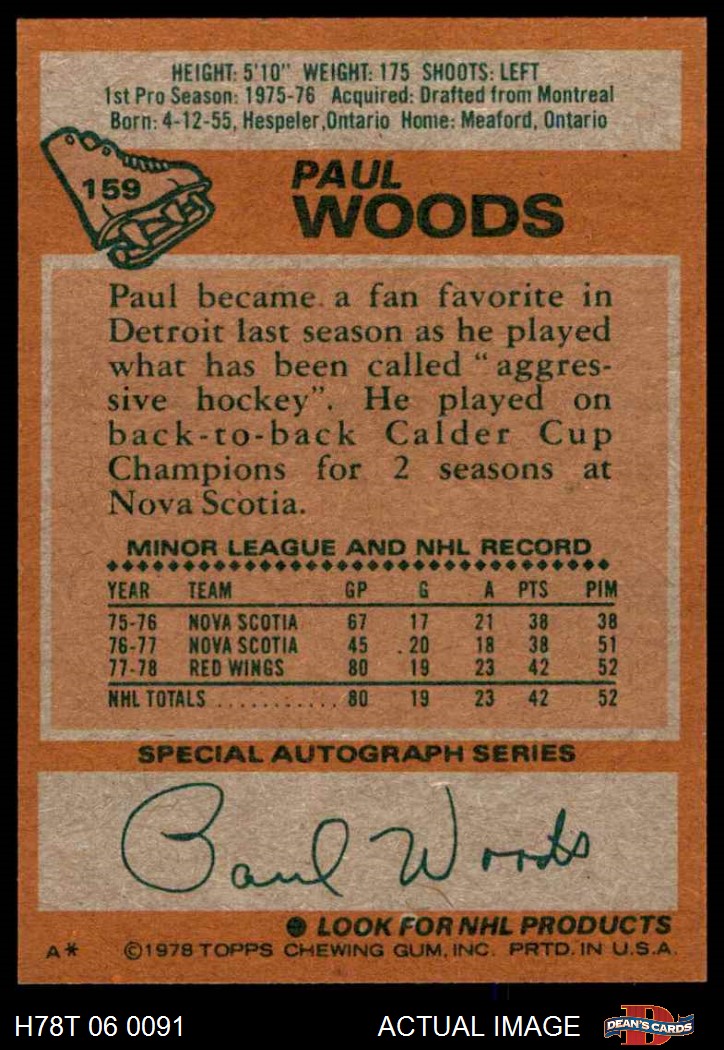 HEIGHT: 5'10" WEIGHT: 175 SHOOTS: LEFT
1st Pro Season: 1975-76 Acquired: Drafted from Montreal
Born: 4-12-55, Hespeler, Ontario Home: Meaford, Ontario
159
PAUL
WOODS
Paul became a fan favorite in
Detroit last season as he played
what has been called "aggres-
sive hockey". He played on
back-to-back Calder Cup
Champions for 2 seasons at
Nova Scotia.
MINOR LEAGUE AND NHL RECORD
YEAR TEAM GP G A PTS PIM
75-76 NOVA SCOTIA 67 17 21 38 38
76-77 NOVA SCOTIA 45 20 18 38 51
77-78 RED WINGS 80 19 23 42 52
NHL TOTALS ............ 80 19 23 42 52
SPECIAL AUTOGRAPH SERIES
Paul Woods
LOOK FOR NHL PRODUCTS
A* ©1978 TOPPS CHEWING GUM, INC. PRTD. IN U.S.A.
H78T 06 0091 ACTUAL IMAGE D DEAN'S CARDS